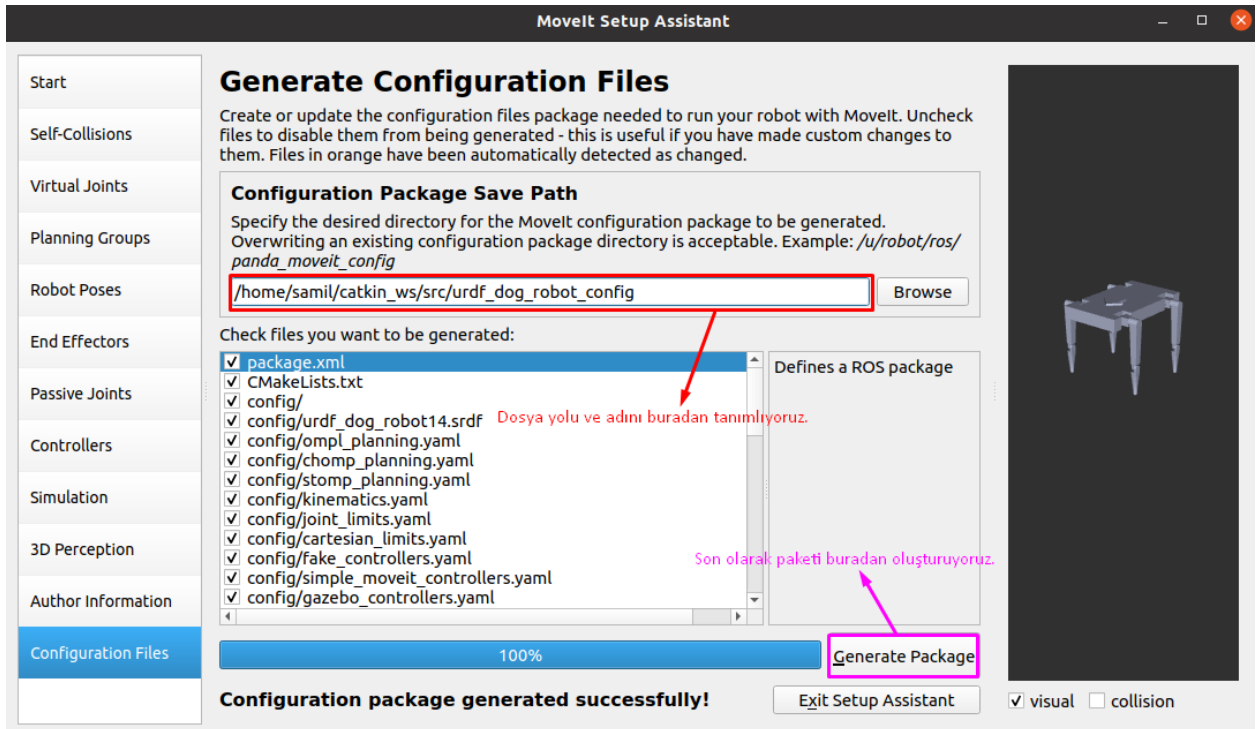 MoveIt Setup Assistant
Start
Self-Collisions
Virtual Joints
Planning Groups
Robot Poses
End Effectors
Passive Joints
Controllers
Simulation
3D Perception
Author Information
Configuration Files
Generate Configuration Files
Create or update the configuration files package needed to run your robot with MoveIt. Uncheck
files to disable them from being generated - this is useful if you have made custom changes to
them. Files in orange have been automatically detected as changed.
Configuration Package Save Path
Specify the desired directory for the MoveIt configuration package to be generated.
Overwriting an existing configuration package directory is acceptable. Example: /u/robot/ros/
panda_moveit_config
/home/samil/catkin_ws/src/urdf_dog_robot_config
Browse
Check files you want to be generated:
package.xml
CMakeLists.txt
config/
config/urdf_dog_robot14.srdf
config/ompl_planning.yaml
config/chomp_planning.yaml
config/stomp_planning.yaml
config/kinematics.yaml
config/joint_limits.yaml
config/cartesian_limits.yaml
config/fake_controllers.yaml
config/simple_moveit_controllers.yaml
config/gazebo_controllers.yaml
Defines a ROS package
Dosya yolu ve adını buradan tanımlıyoruz.
Son olarak paketi buradan oluşturuyoruz.
100%
Generate Package
Configuration package generated successfully!
Exit Setup Assistant
visual
collision